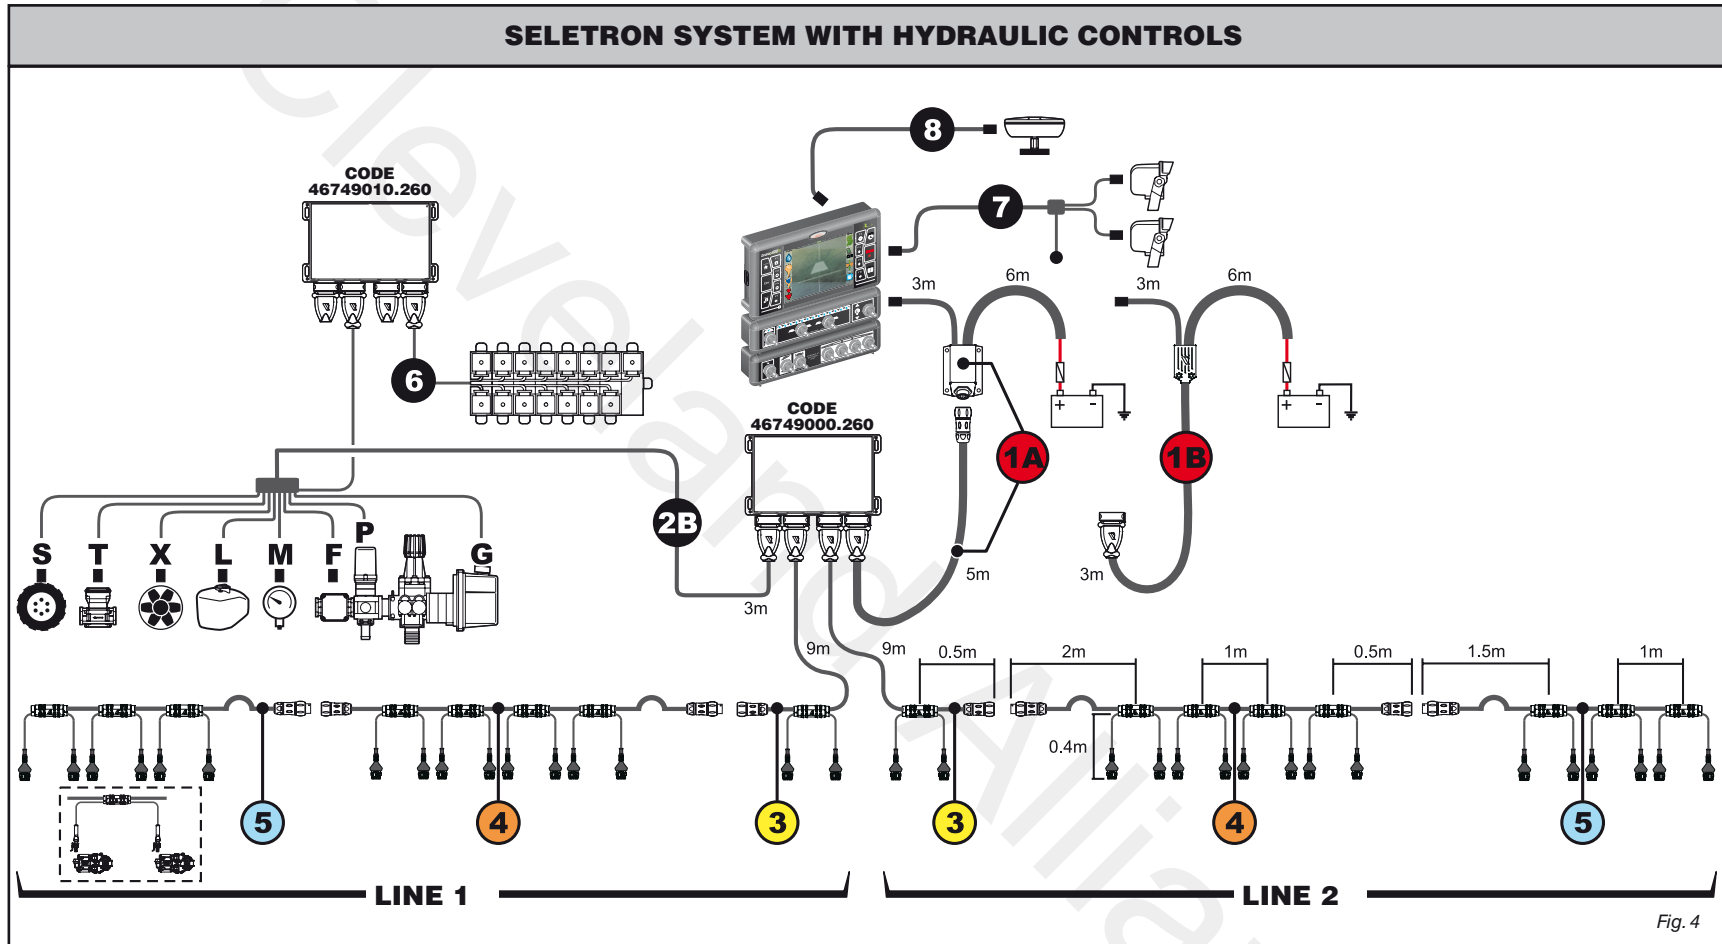 SELETRON SYSTEM WITH HYDRAULIC CONTROLS
8
CODE
46749010.260
7
3m
6m
3m
6m
6
CODE
46749000.260
+
-
+
-
1A
1B
2B
S
T
X
L
M
F
P
G
3m
5m
3m
9m
9m
0.5m
2m
1m
0.5m
1.5m
1m
0.4m
5
4
3
3
4
5
LINE 1
LINE 2
Fig. 4
Cleveland Allia